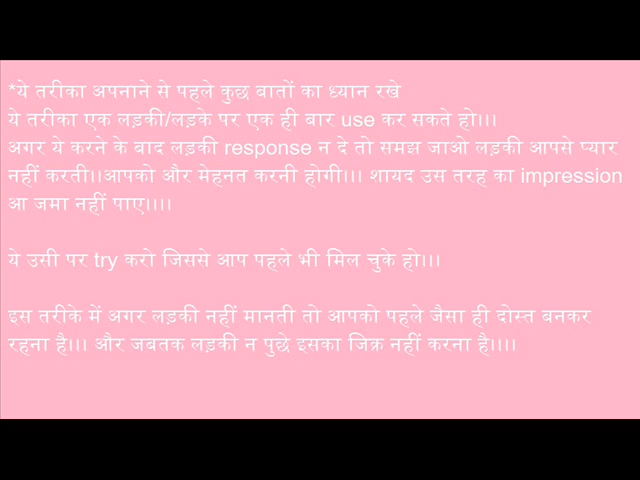 *ये तरीका अपनाने से पहले कुछ बातों का ध्यान रखे
ये तरीका एक लड़की/लड़के पर एक ही बार use कर सकते हो।।।
अगर ये करने के बाद लड़की response न दे तो समझ जाओ लड़की आपसे प्यार
नहीं करती।।आपको और मेहनत करनी होगी।।। शायद उस तरह का impression
आ जमा नहीं पाए।।।।
ये उसी पर try करो जिससे आप पहले भी मिल चुके हो।।।
इस तरीके में अगर लड़की नहीं मानती तो आपको पहले जैसा ही दोस्त बनकर
रहना है।।। और जबतक लड़की न पुछे इसका जिक्र नहीं करना है।।।।